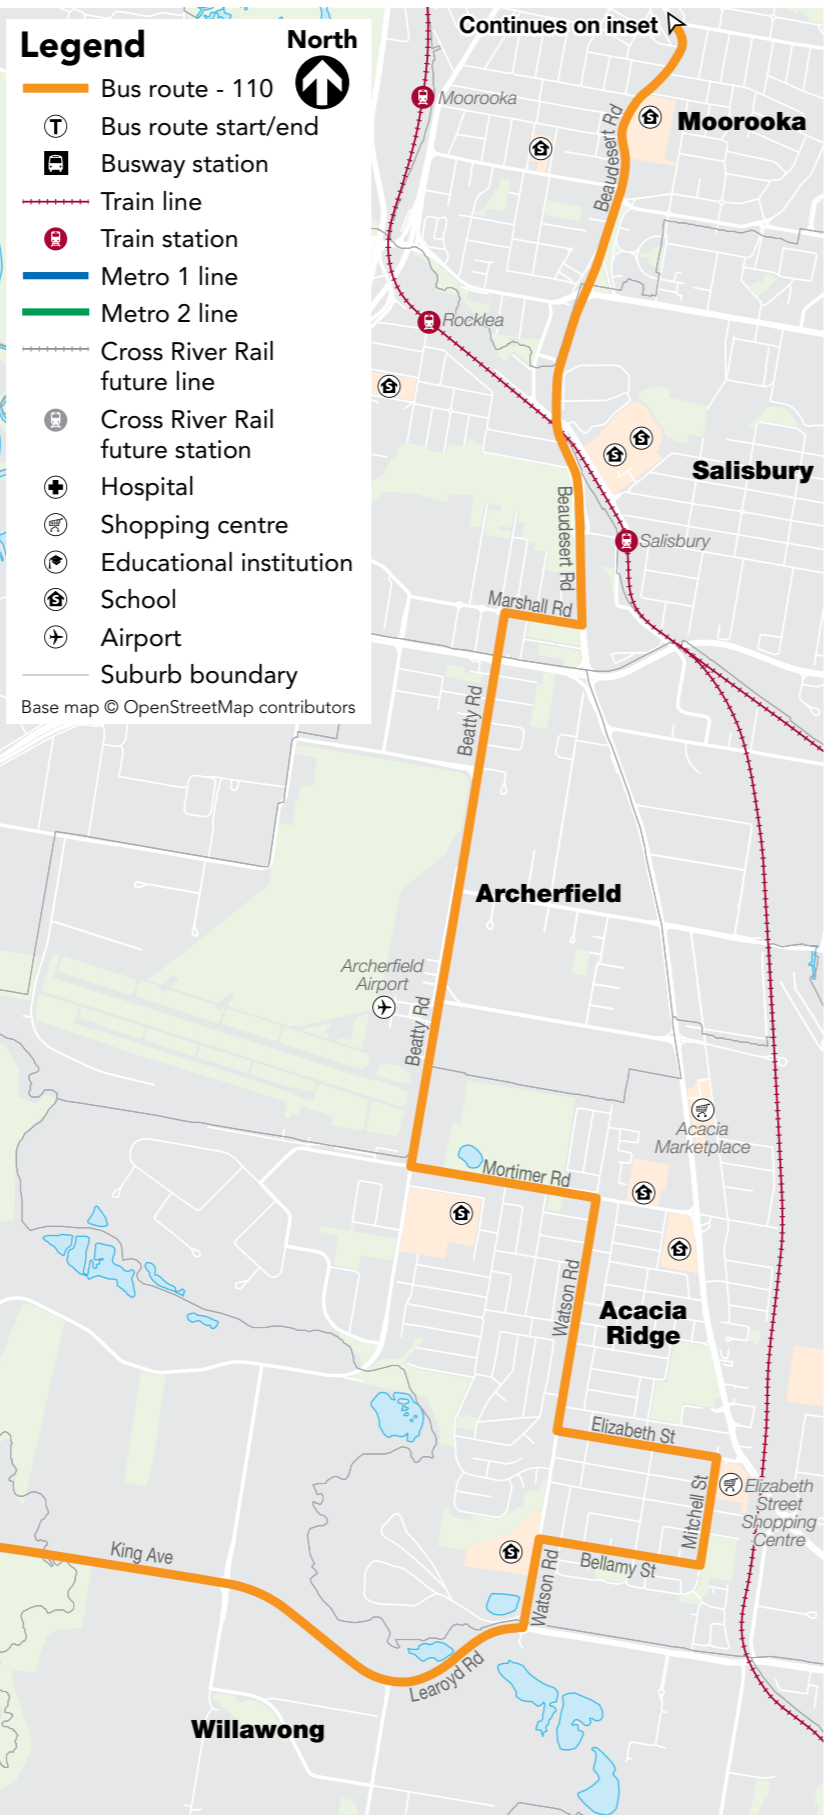 Legend
North
Bus route - 110
Bus route start/end
Busway station
Train line
Train station
Metro 1 line
Metro 2 line
Cross River Rail
future line
Cross River Rail
future station
Hospital
Shopping centre
Educational institution
School
Airport
Suburb boundary
Base map © OpenStreetMap contributors
Continues on inset
Moorooka
Moorooka
Beaudesert Rd
Rocklea
Salisbury
Beaudesert Rd
Salisbury
Marshall Rd
Beatty Rd
Archerfield
Archerfield
Airport
Beatty Rd
Acacia
Marketplace
Mortimer Rd
Watson Rd
Acacia
Ridge
Elizabeth St
Mitchell St
Elizabeth
Street
Shopping
Centre
King Ave
Bellamy St
Watson Rd
Learoyd Rd
Willawong